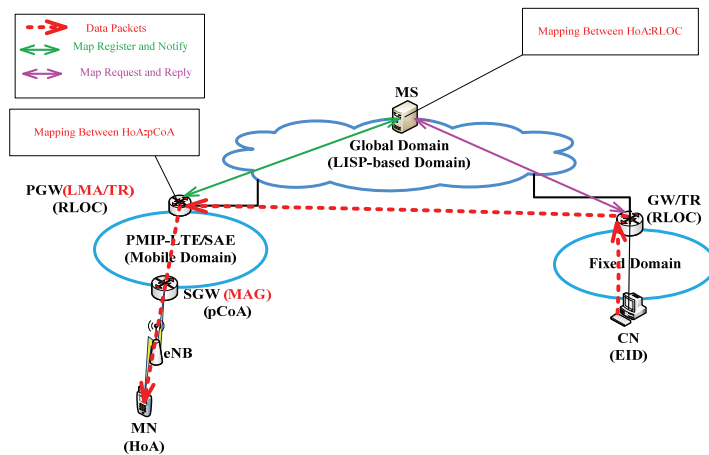 Data Packets
Map Register and Notify
Map Request and Reply
Mapping Between HoA:RLOC
MS
Mapping Between HoA:pCoA
Global Domain
(LISP-based Domain)
PGW(LMA/TR)
(RLOC)
GW/TR
(RLOC)
PMIP-LTE/SAE
(Mobile Domain)
Fixed Domain
SGW (MAG)
(pCoA)
CN
(EID)
eNB
MN
(HoA)